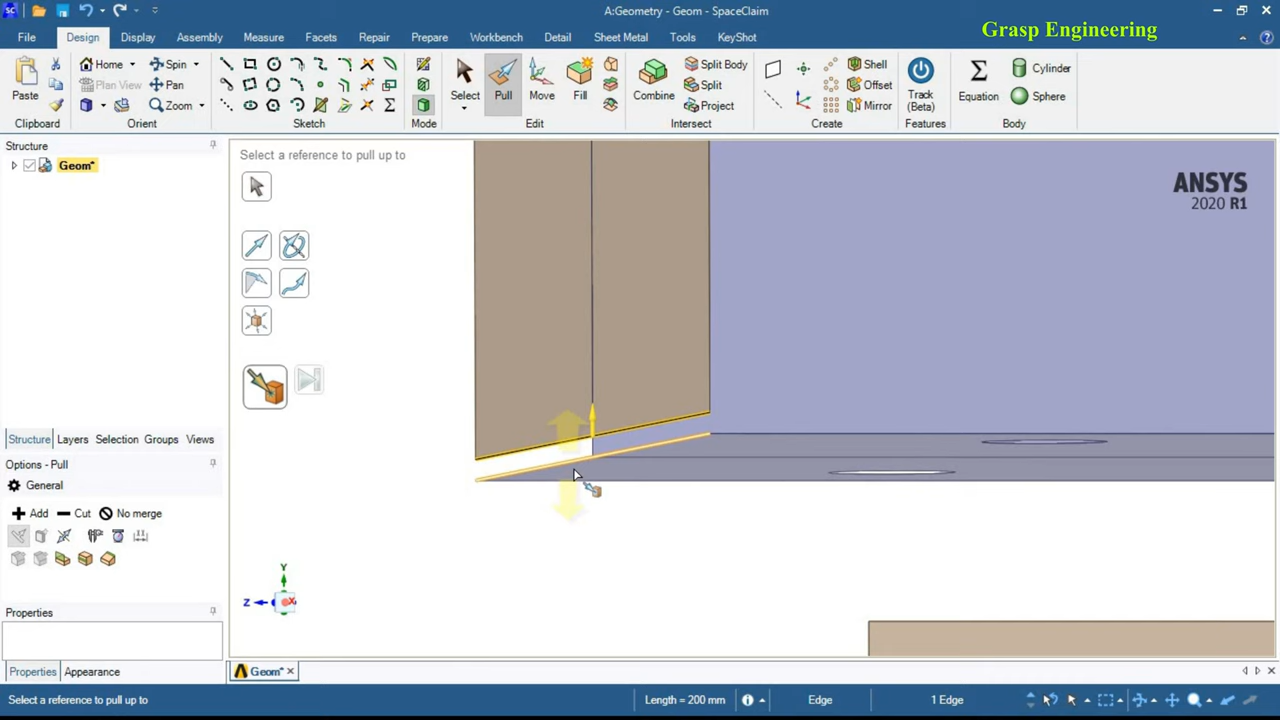 A:Geometry - Geom - SpaceClaim
Grasp Engineering
File Design Display Assembly Measure Facets Repair Prepare Workbench Detail Sheet Metal Tools KeyShot
Home Spin Split Body Shell Cylinder
Plan View Pan Split Offset
Paste Zoom Select Pull Move Fill Combine Project Mirror Track (Beta) Equation Sphere
Clipboard Orient Sketch Mode Edit Intersect Create Features Body
Structure
Geom*
Select a reference to pull up to
ANSYS
2020 R1
Structure Layers Selection Groups Views
Options - Pull
General
Add Cut No merge
Y
Z
X
Properties
Properties Appearance
Geom*
Select a reference to pull up to Length = 200 mm Edge 1 Edge